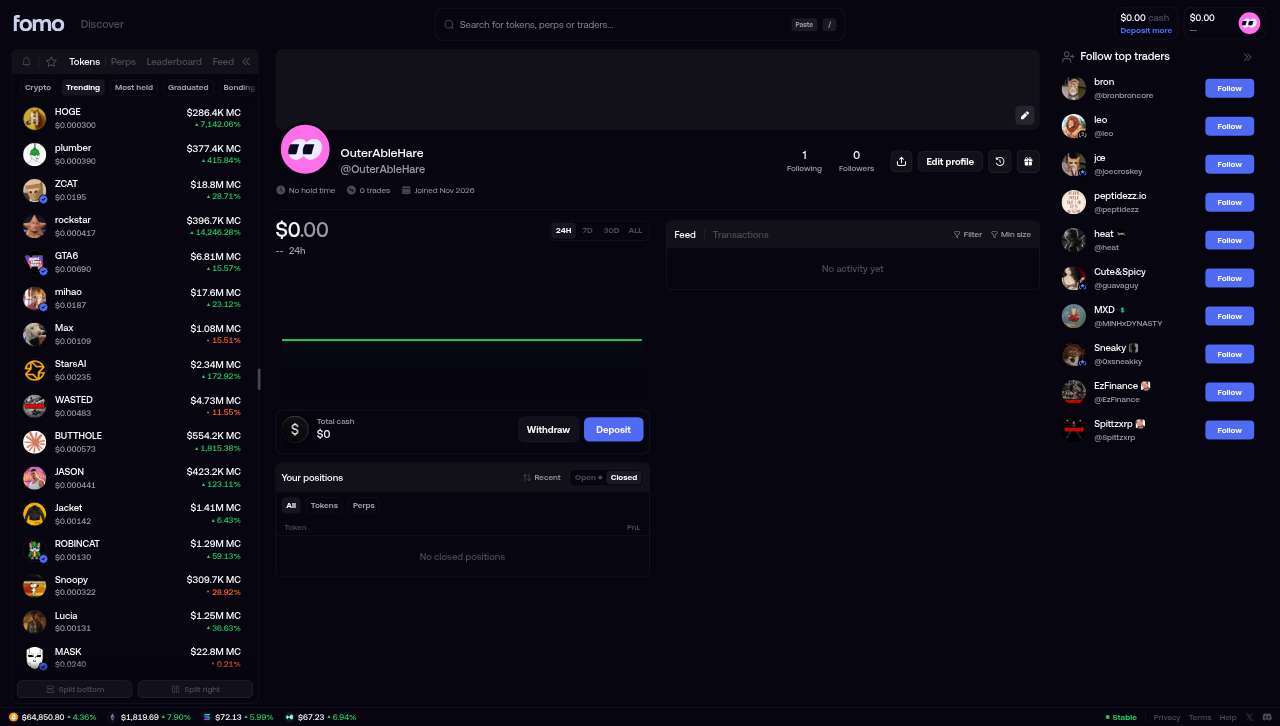 fomo
Discover
Search for tokens, perps or traders...
Paste
/
$0.00 cash
Deposit more
$0.00
—
Tokens
Perps
Leaderboard
Feed
Crypto
Trending
Most held
Graduated
Bonding
HOGE $286.4K MC
$0.000300 7,142.06%
plumber $377.4K MC
$0.000390 415.84%
ZCAT $18.8M MC
$0.0195 28.71%
rockstar $396.7K MC
$0.000417 14,246.28%
GTA6 $6.81M MC
$0.00690 15.57%
mihao $17.6M MC
$0.0187 23.12%
Max $1.08M MC
$0.00109 15.51%
StarsAI $2.34M MC
$0.00235 172.92%
WASTED $4.73M MC
$0.00483 11.55%
BUTTHOLE $554.2K MC
$0.000573 1,815.38%
JASON $423.2K MC
$0.000441 123.11%
Jacket $1.41M MC
$0.00142 6.43%
ROBINCAT $1.29M MC
$0.00130 59.13%
Snoopy $309.7K MC
$0.000322 28.92%
Lucia $1.25M MC
$0.00131 36.63%
MASK $22.8M MC
$0.0240 0.21%
Split bottom
Split right
OuterAbleHare
@OuterAbleHare
1
Following
0
Followers
Edit profile
No hold time
0 trades
Joined Nov 2026
$0.00
-- 24h
24H
7D
30D
ALL
Total cash
$0
Withdraw
Deposit
Your positions
Recent
Open
Closed
All
Tokens
Perps
Token
PnL
No closed positions
Feed
Transactions
Filter
Min size
No activity yet
Follow top traders
bron
@bronbroncore
Follow
leo
@leo
Follow
jœ
@joecroskey
Follow
peptidezz.io
@peptidezz
Follow
heat
@heat
Follow
Cute&Spicy
@guavaguy
Follow
MXD
@MINHxDYNASTY
Follow
Sneaky
@0xsneakky
Follow
EzFinance
@EzFinance
Follow
Spittzxrp
@Spittzxrp
Follow
$64,850.80 4.36%
$1,819.69 7.90%
$72.13 5.99%
$67.23 6.94%
Stable
Privacy
Terms
Help